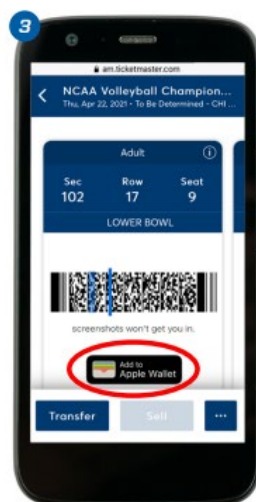 3
am.ticketmaster.com
NCAA Volleyball Champion...
Thu, Apr 22, 2021 - To Be Determined - CHI ...
Adult
Sec Row Seat
102 17 9
LOWER BOWL
screenshots won't get you in.
Add to
Apple Wallet
Transfer Sell ...